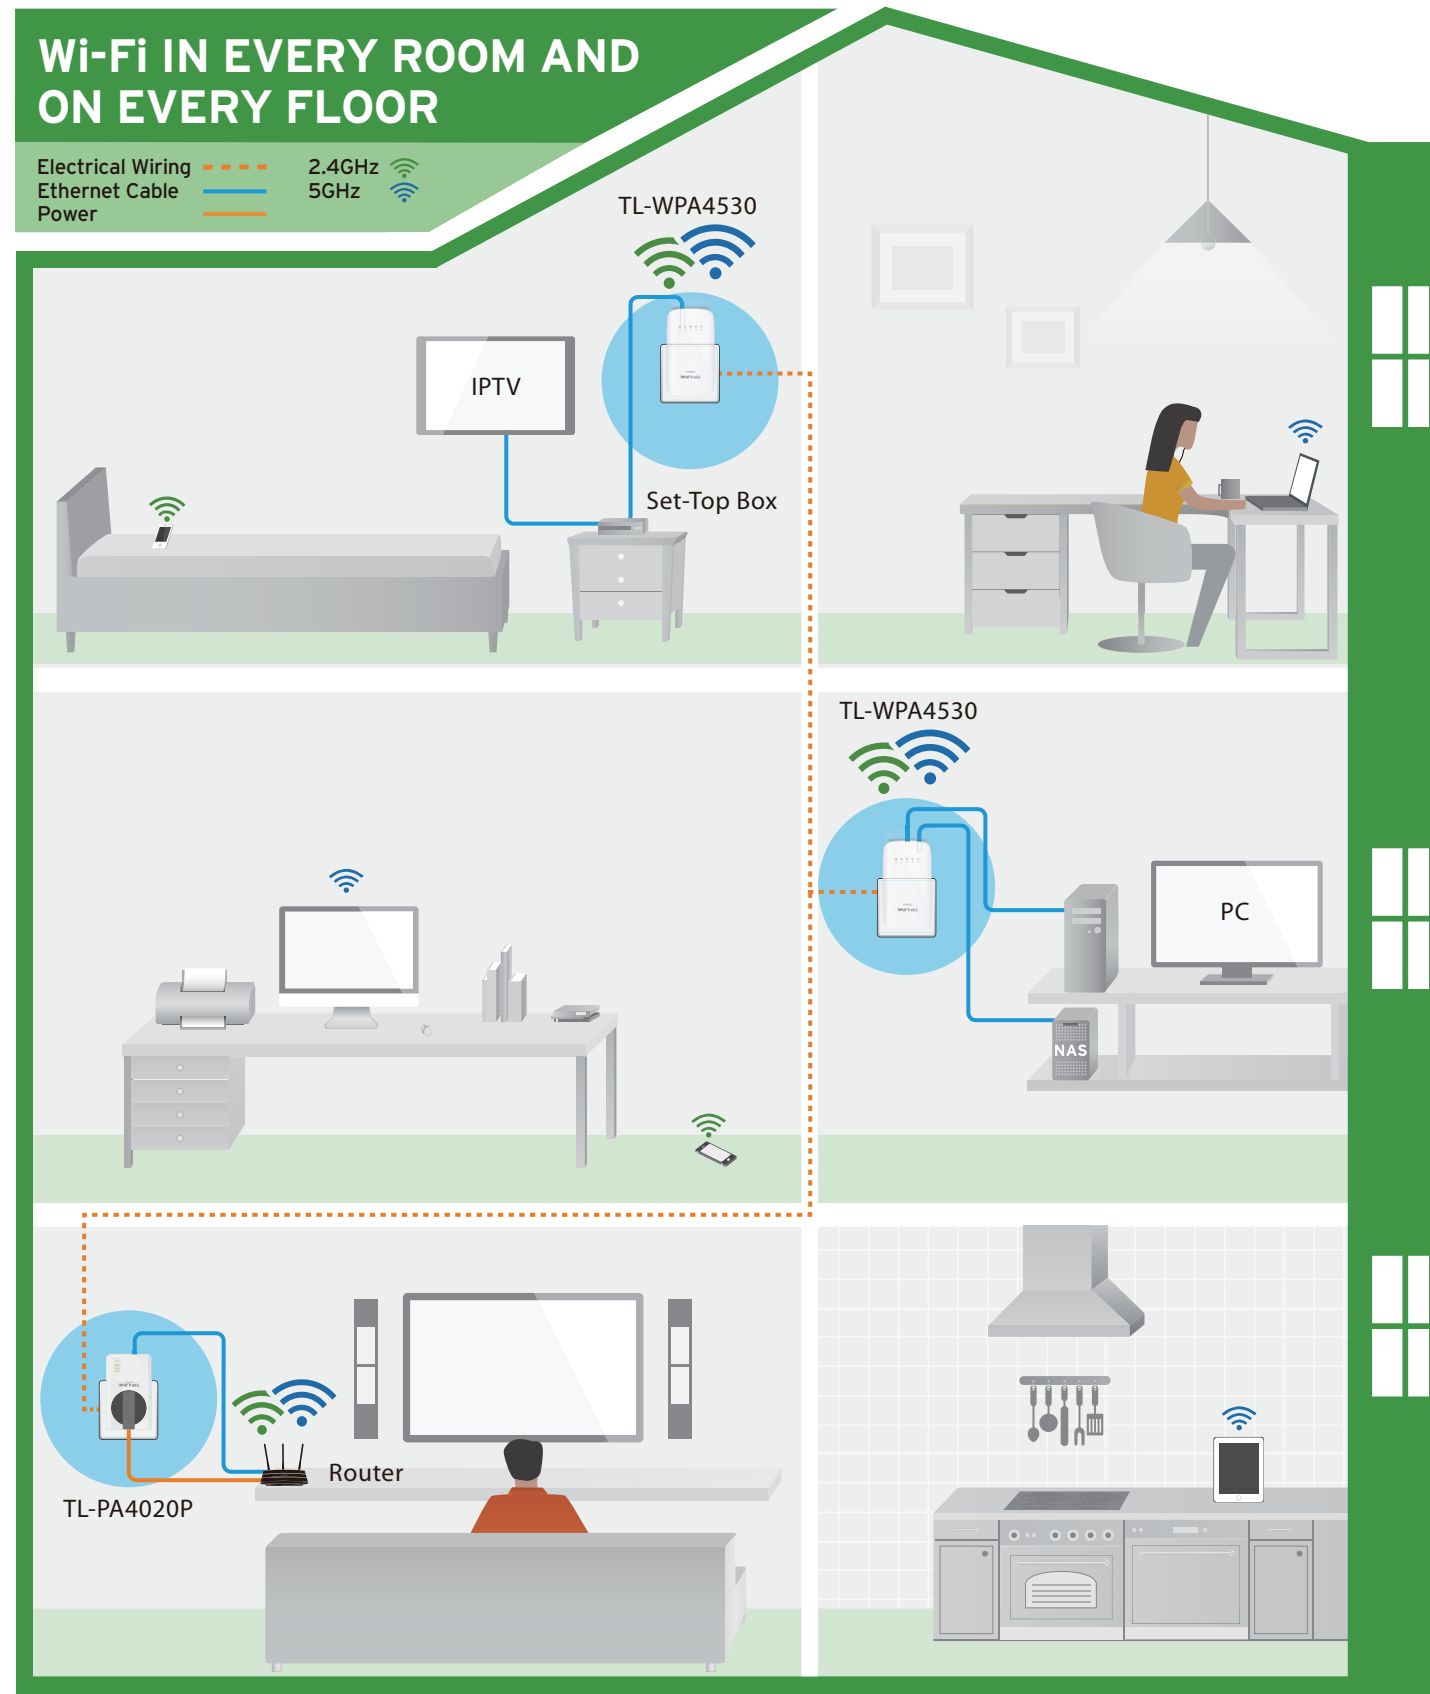 Wi-Fi IN EVERY ROOM AND
ON EVERY FLOOR
Electrical Wiring
2.4GHz
Ethernet Cable
5GHz
Power
TL-WPA4530
IPTV
Set-Top Box
TL-WPA4530
PC
NAS
Router
TL-PA4020P